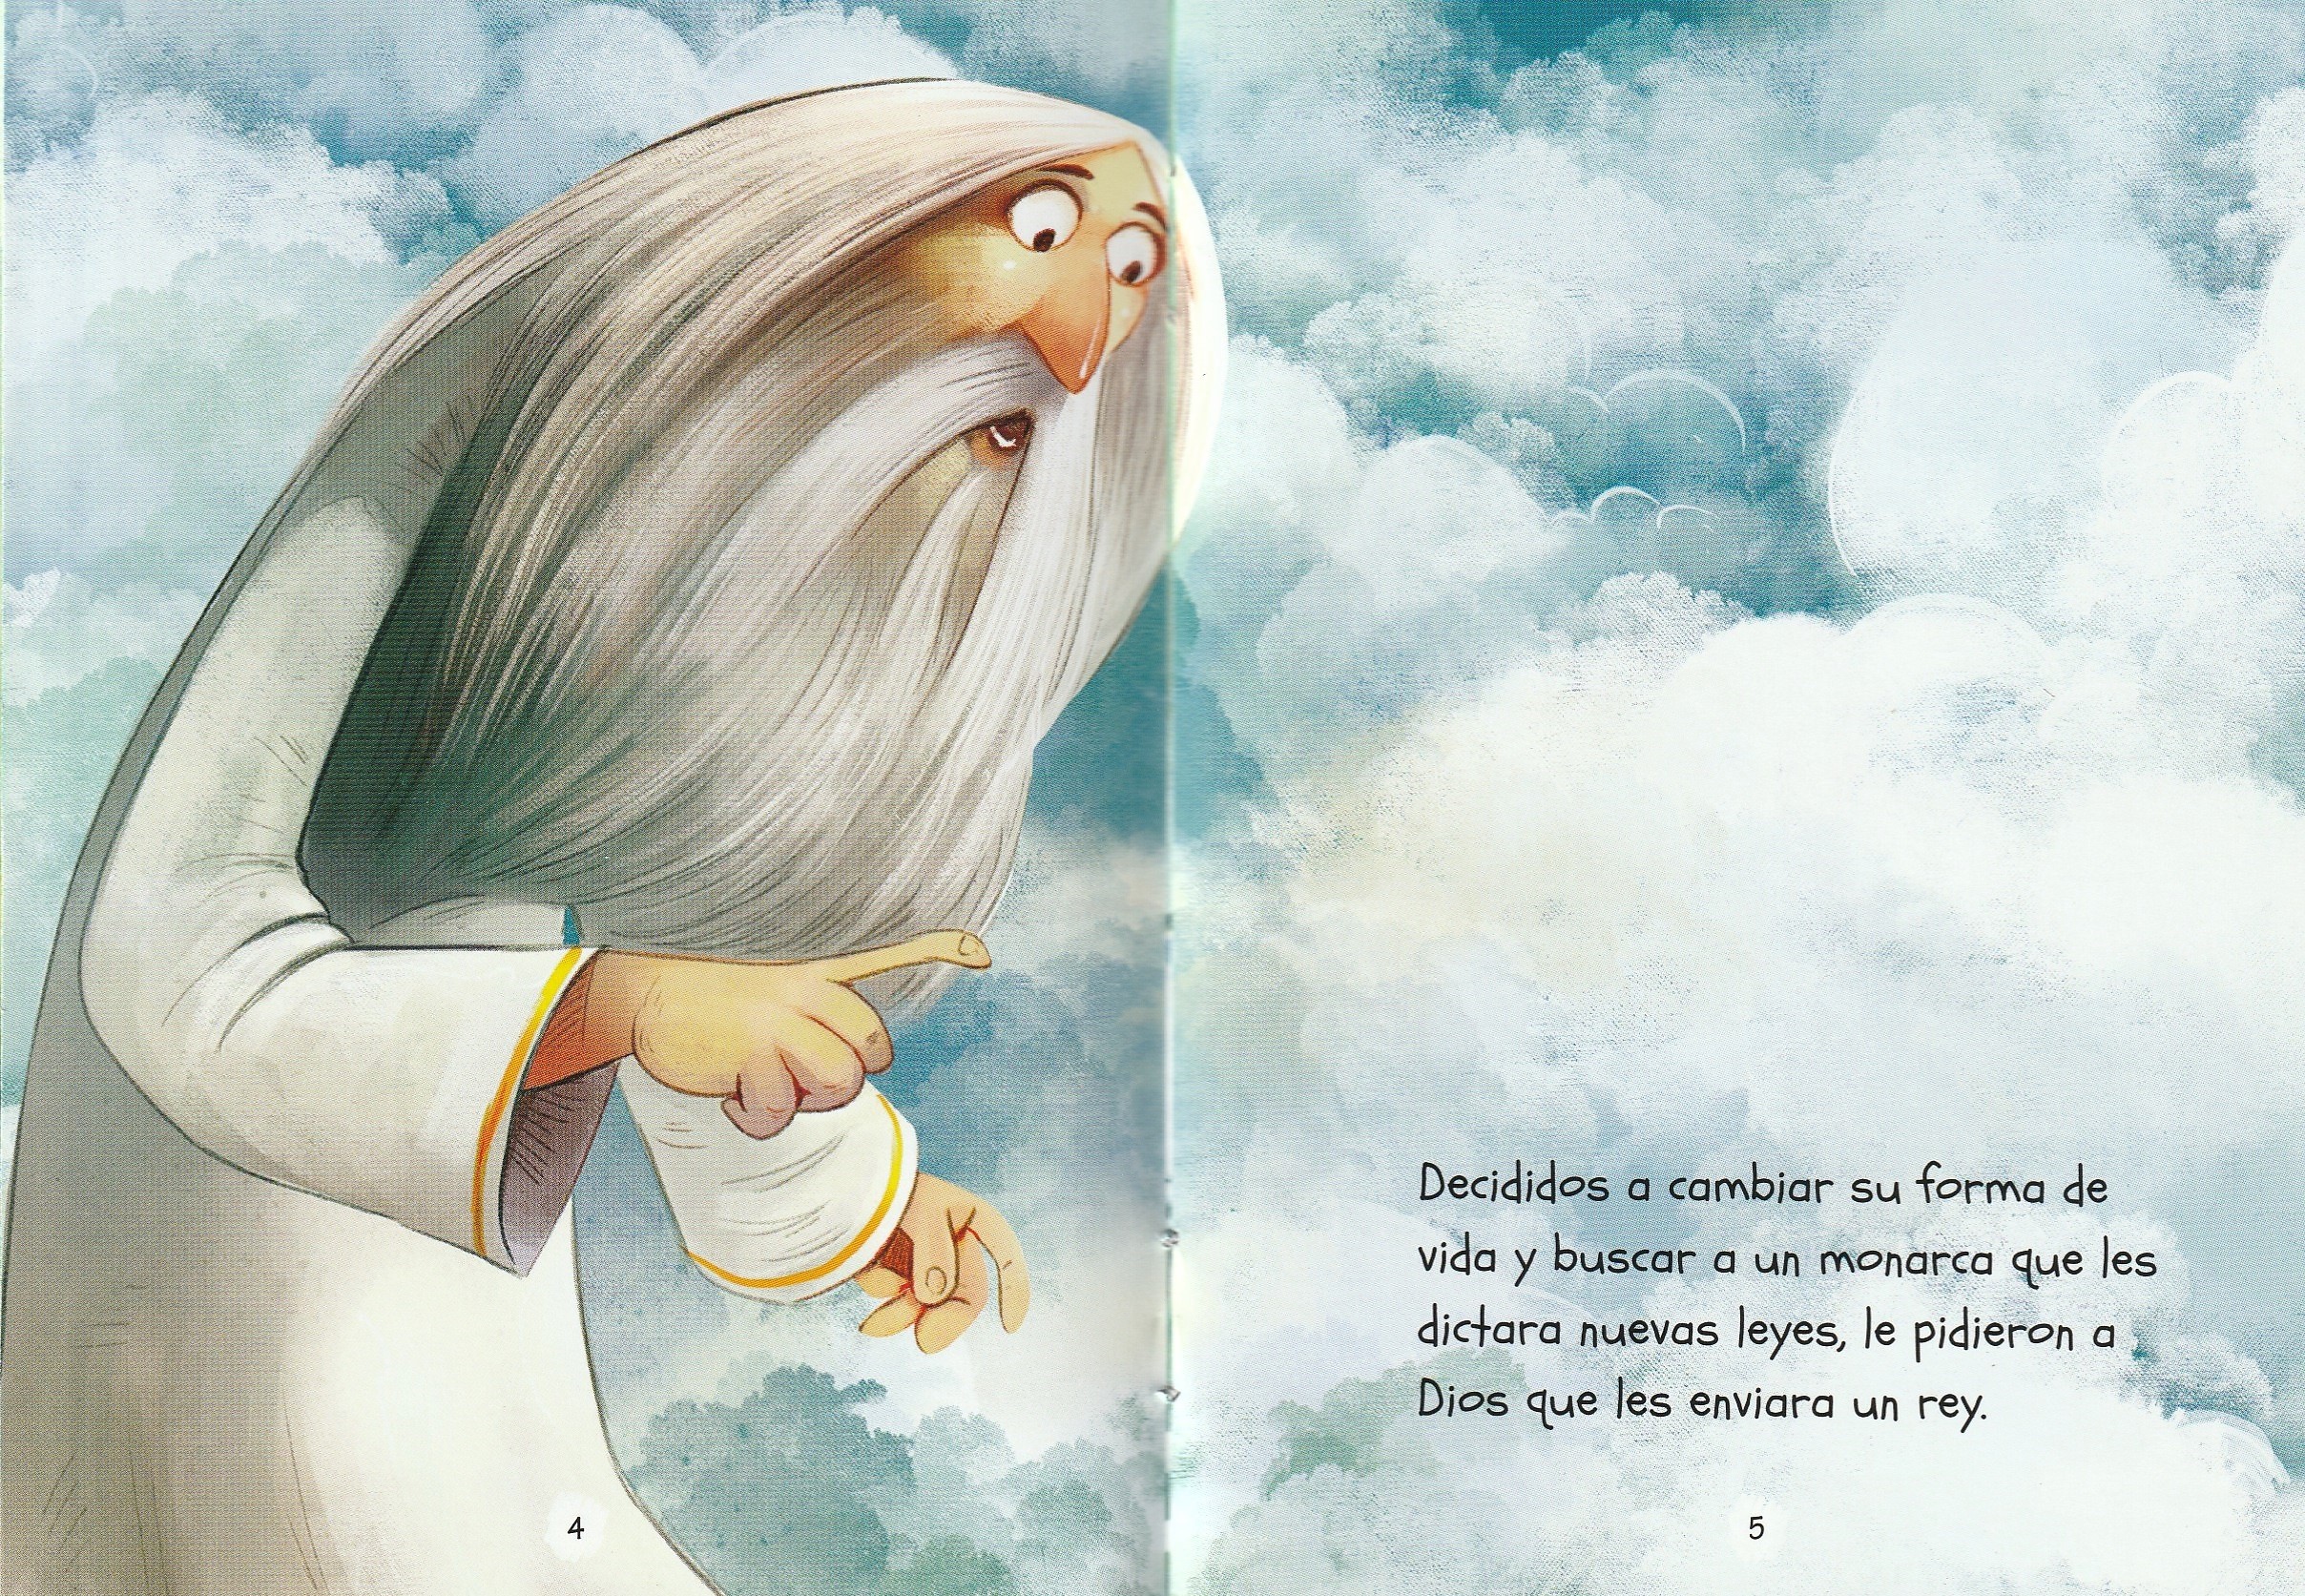 Decididos a cambiar su forma de
vida y buscar a un monarca que les
dictara nuevas leyes, le pidieron a
Dios que les enviara un rey.
4
5